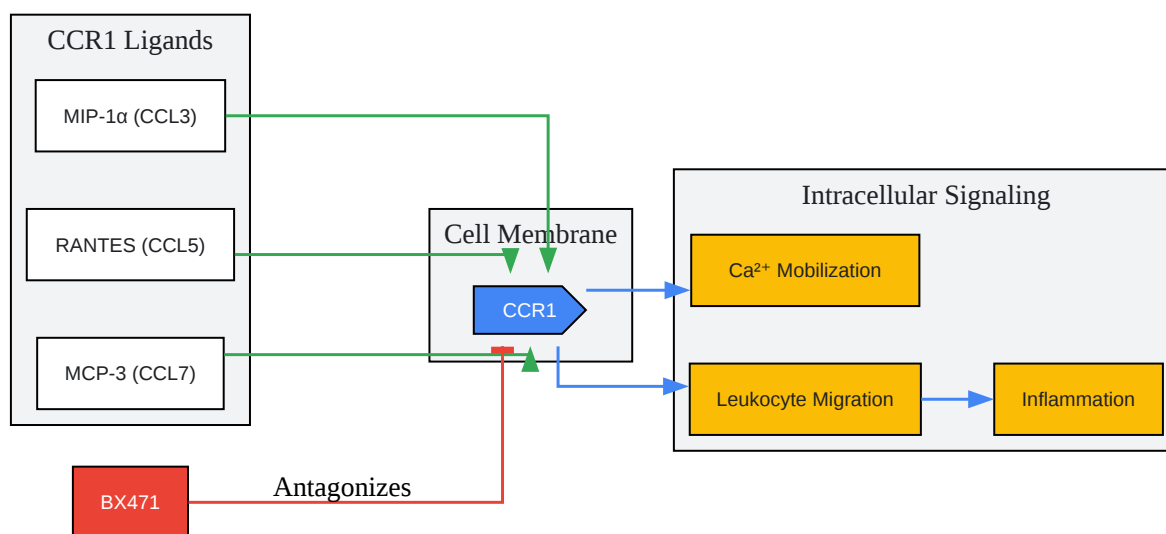 CCR1 Ligands
MIP-1α (CCL3)
RANTES (CCL5)
MCP-3 (CCL7)
BX471
Antagonizes
Cell Membrane
CCR1
Intracellular Signaling
Ca²⁺ Mobilization
Leukocyte Migration
Inflammation